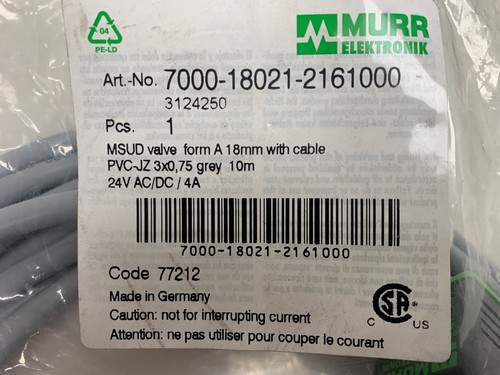 04
PE-LD
MURR
ELEKTRONIK
Art.-No. 7000-18021-2161000
3124250
Pcs. 1
MSUD valve form A 18mm with cable
PVC-JZ 3x0,75 grey 10m
24V AC/DC / 4A
7000-18021-2161000
Code 77212
Made in Germany
Caution: not for interrupting current
Attention: ne pas utiliser pour couper le courant
CSA
C US